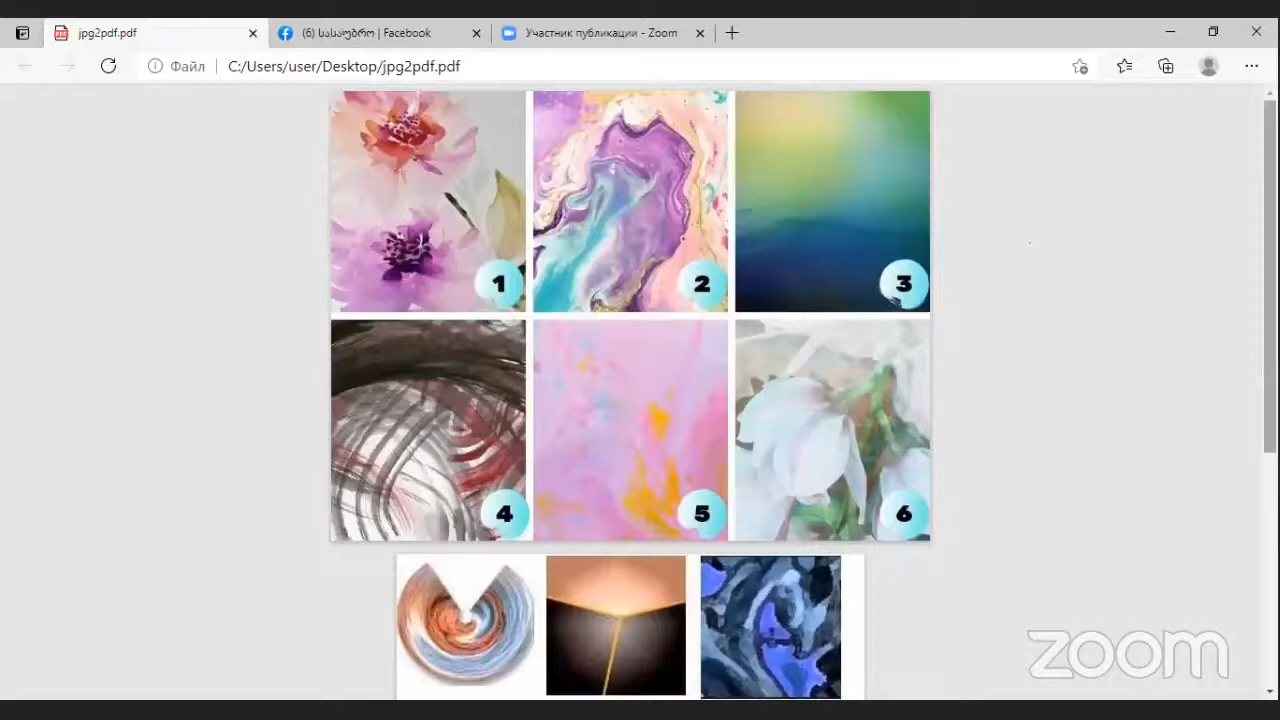 jpg2pdf.pdf
(6) სასაუბრო | Facebook
Участник публикации - Zoom
Файл
C:/Users/user/Desktop/jpg2pdf.pdf
1
2
3
4
5
6
zoom